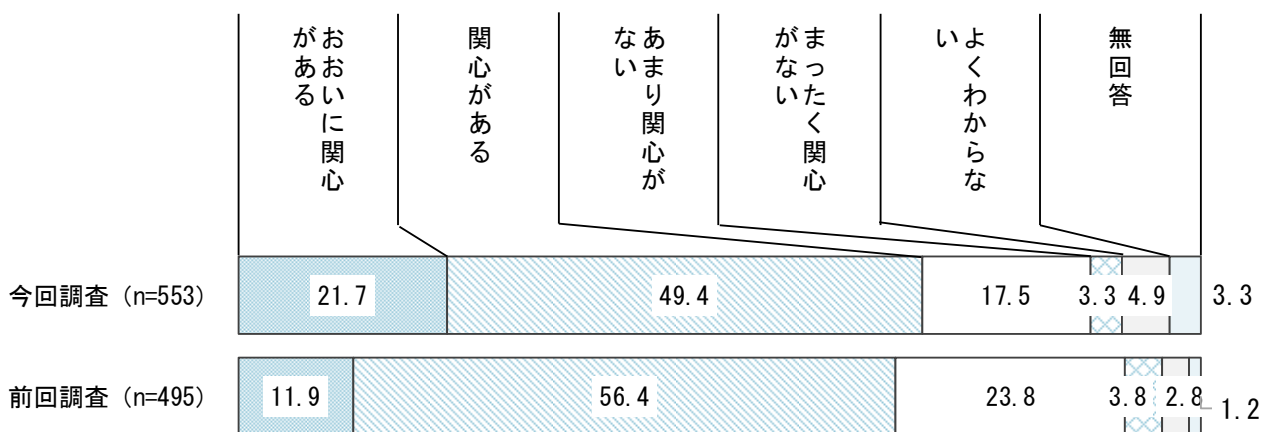 おおいに関心
がある
関心がある
あまり関心が
ない
まったく関心
がない
よくわからな
い
無回答
今回調査（n=553）
21.7
49.4
17.5
3.3
4.9
3.3
前回調査（n=495）
11.9
56.4
23.8
3.8
2.8
1.2